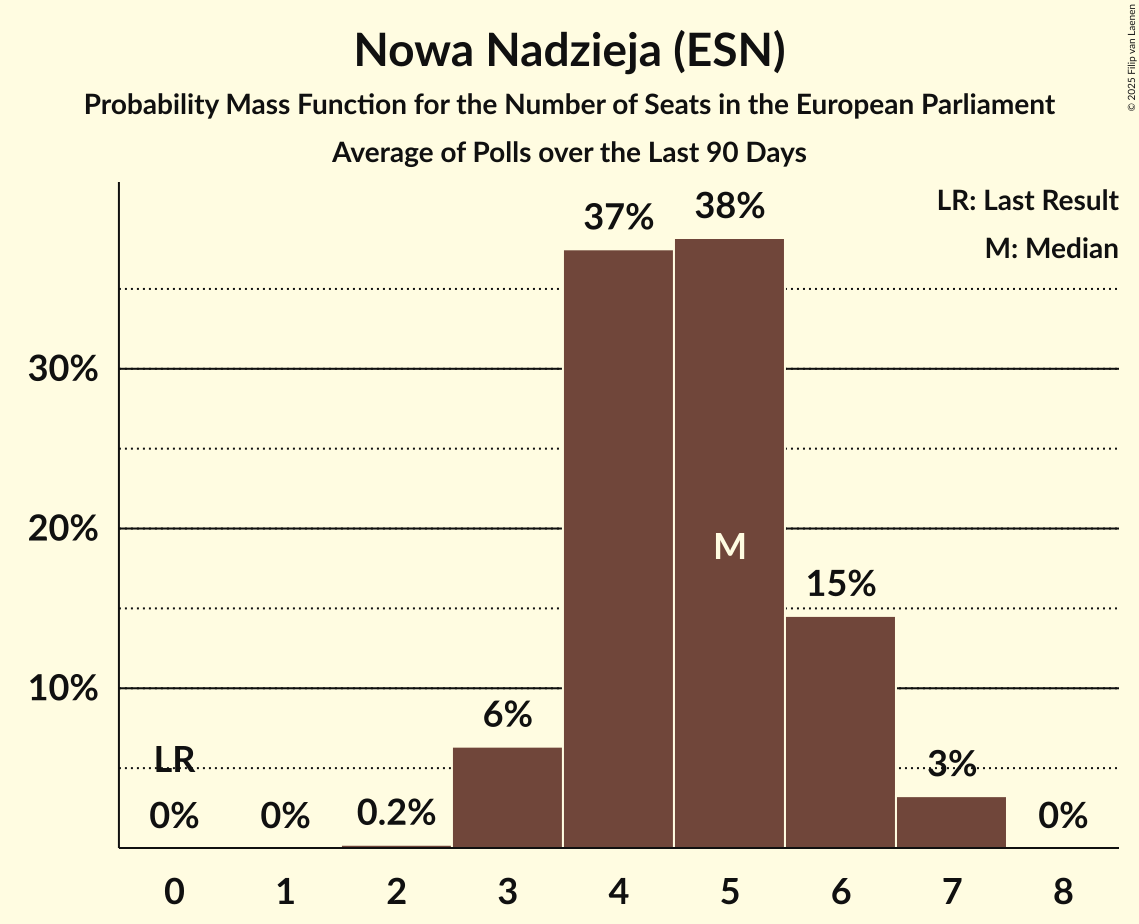 Nowa Nadzieja (ESN)
Probability Mass Function for the Number of Seats in the European Parliament
Average of Polls over the Last 90 Days
© 2025 Filip van Laenen
LR: Last Result
M: Median
37%
38%
30%
20%
M
15%
10%
6%
LR
3%
0%
0%
0.2%
0%
0
1
2
3
4
5
6
7
8